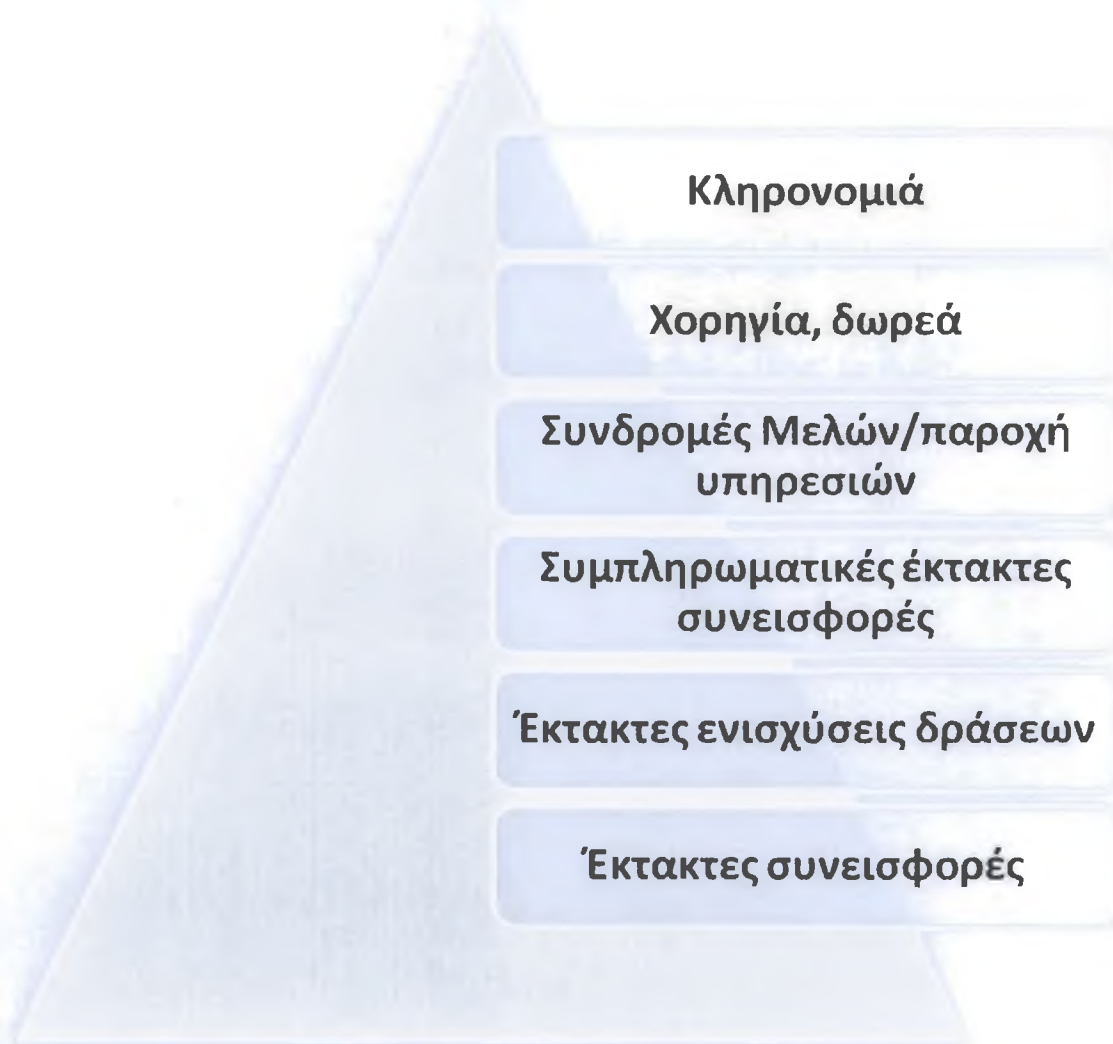 Κληρονομιά
Χορηγία, δωρεά
Συνδρομές Μελών/παροχή
υπηρεσιών
Συμπληρωματικές έκτακτες
συνεισφορές
Έκτακτες ενισχύσεις δράσεων
Έκτακτες συνεισφορές